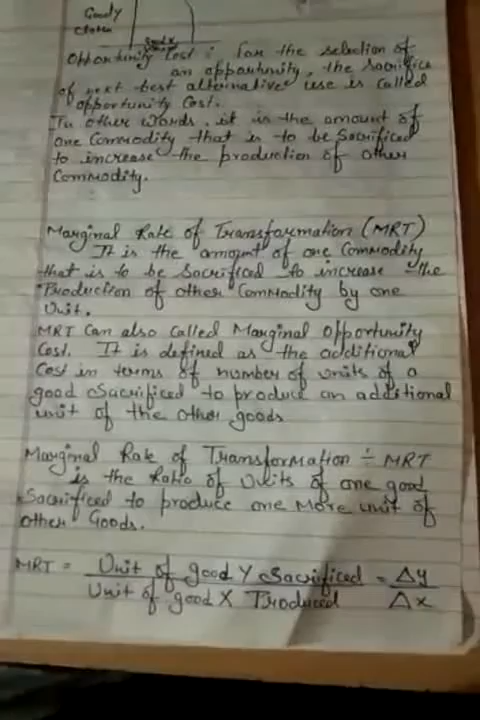 Goody
Opportunity Cost : for the selection of
an opportunity, the sacrifice
of next best alternative use is called
opportunity Cost.
In other words, it is the amount of
one Commodity that is to be Sacrificed
to increase the production of other
Commodity.
Marginal Rate of Transformation (MRT)
It is the amount of one Commodity
that is to be Sacrificed to increase the
Production of other Commodity by one
Unit.
MRT Can also called Marginal Opportunity
Cost. It is defined as the additional
Cost in terms of number of units of a
good Sacrificed to produce an additional
unit of the other goods
Marginal Rate of Transformation ÷ MRT
is the Ratio of Units of one good
Sacrificed to produce one More unit of
other Goods.
MRT = Unit of good Y Sacrificed = Δy
Unit of good X Produced Δx